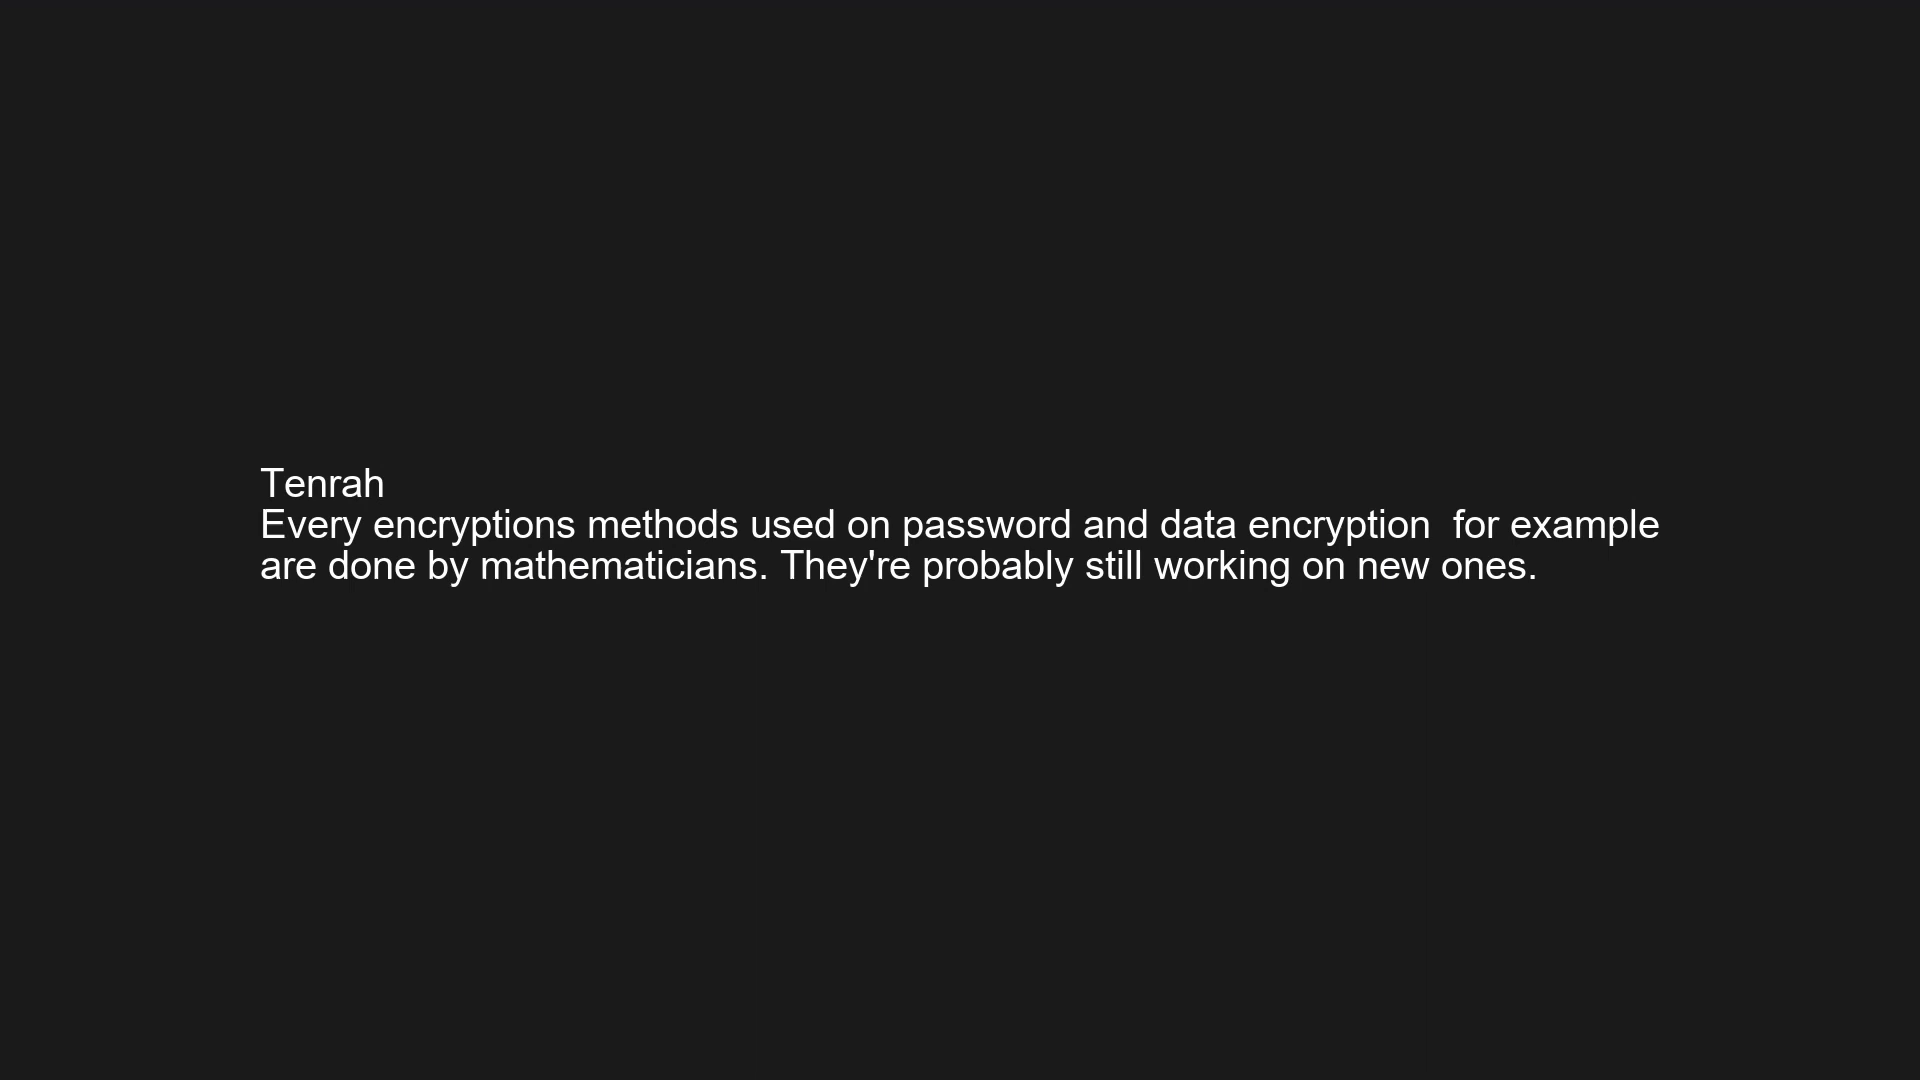 Tenrah
Every encryptions methods used on password and data encryption  for example
are done by mathematicians. They're probably still working on new ones.